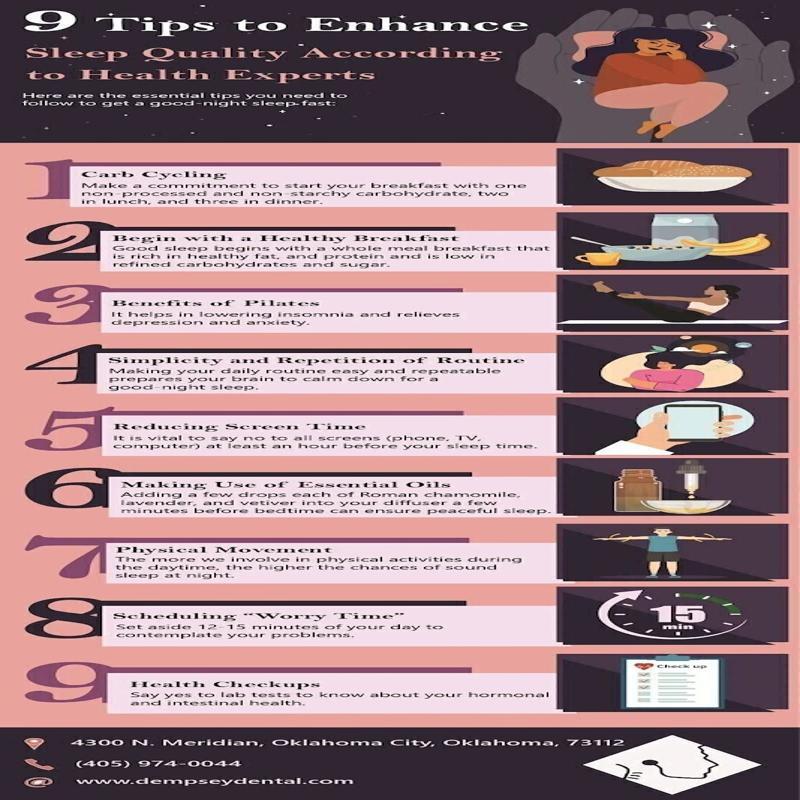 9 Tips to Enhance
Sleep Quality According
to Health Experts
Here are the essential tips you need to
follow to get a good-night sleep fast:
1
Carb Cycling
Make a commitment to start your breakfast with one
non-processed and non-starchy carbohydrate, two
in lunch, and three in dinner.
2
Begin with a Healthy Breakfast
Good sleep begins with a whole meal breakfast that
is rich in healthy fat, and protein and is low in
refined carbohydrates and sugar.
3
Benefits of Pilates
It helps in lowering insomnia and relieves
depression and anxiety.
4
Simplicity and Repetition of Routine
Making your daily routine easy and repeatable
prepares your brain to calm down for a
good-night sleep.
5
Reducing Screen Time
It is vital to say no to all screens (phone, TV,
computer) at least an hour before your sleep time.
6
Making Use of Essential Oils
Adding a few drops each of Roman chamomile,
lavender, and vetiver into your diffuser a few
minutes before bedtime can ensure peaceful sleep.
7
Physical Movement
The more we involve in physical activities during
the daytime, the higher the chances of sound
sleep at night.
8
Scheduling “Worry Time”
Set aside 12-15 minutes of your day to
contemplate your problems.
15
min
9
Health Checkups
Say yes to lab tests to know about your hormonal
and intestinal health.
Check up
4300 N. Meridian, Oklahoma City, Oklahoma, 73112
(405) 974-0044
www.dempseydental.com